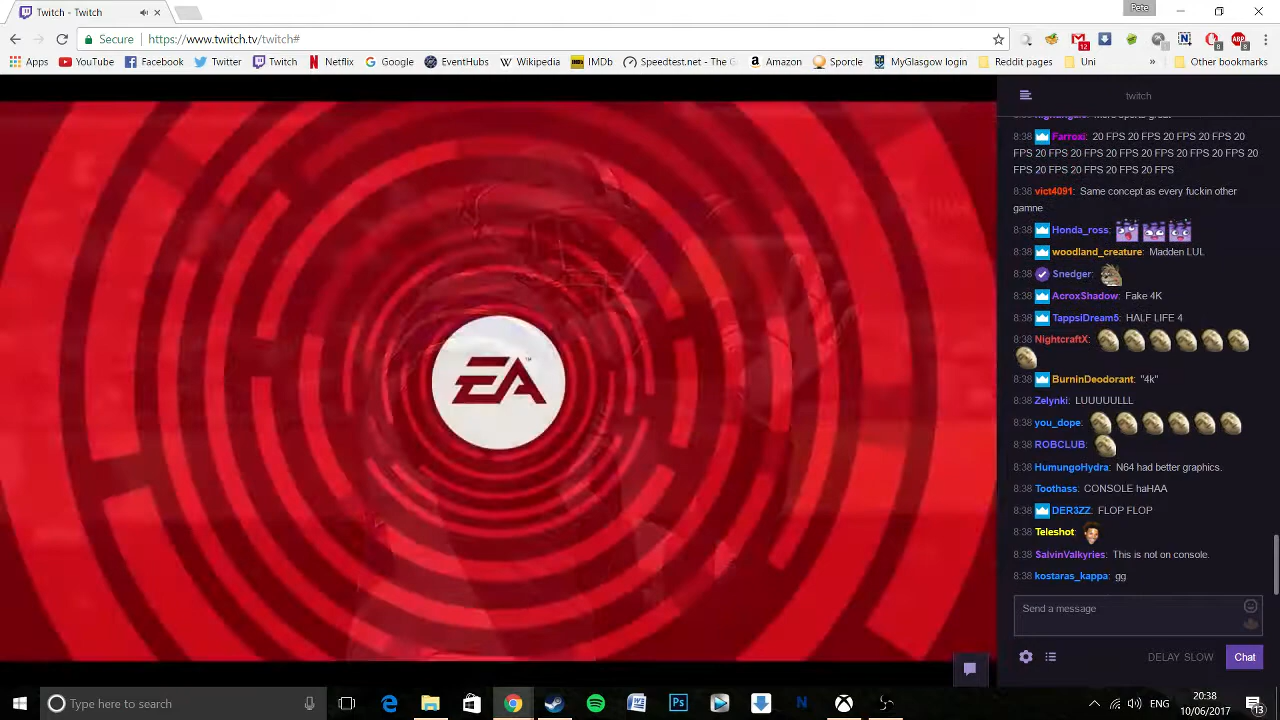 Twitch - Twitch
Pete
Secure
https://www.twitch.tv/twitch#
12
8
8
Apps
YouTube
Facebook
Twitter
Twitch
Netflix
Google
EventHubs
Wikipedia
IMDb
Speedtest.net - The G
Amazon
Sporcle
MyGlasgow login
Reddit pages
Uni
Other bookmarks
twitch
8:38 Farroxi: 20 FPS 20 FPS 20 FPS 20 FPS 20
FPS 20 FPS 20 FPS 20 FPS 20 FPS 20 FPS 20
FPS 20 FPS 20 FPS 20 FPS 20 FPS
8:38 vict4091: Same concept as every fuckin other
gamne
8:38 Honda_ross:
8:38 woodland_creature: Madden LUL
8:38 Snedger:
8:38 AcroxShadow: Fake 4K
8:38 TappsiDream5: HALF LIFE 4
8:38 NightcraftX:
8:38 BurninDeodorant: "4k"
8:38 Zelynki: LUUUUULLL
8:38 you_dope:
8:38 ROBCLUB:
8:38 HumungoHydra: N64 had better graphics.
8:38 Toothass: CONSOLE haHAA
8:38 DER3ZZ: FLOP FLOP
8:38 Teleshot:
8:38 SalvinValkyries: This is not on console.
8:38 kostaras_kappa: gg
Send a message
DELAY SLOW
Chat
EA
Type here to search
Ps
ENG
20:38
10/06/2017
13